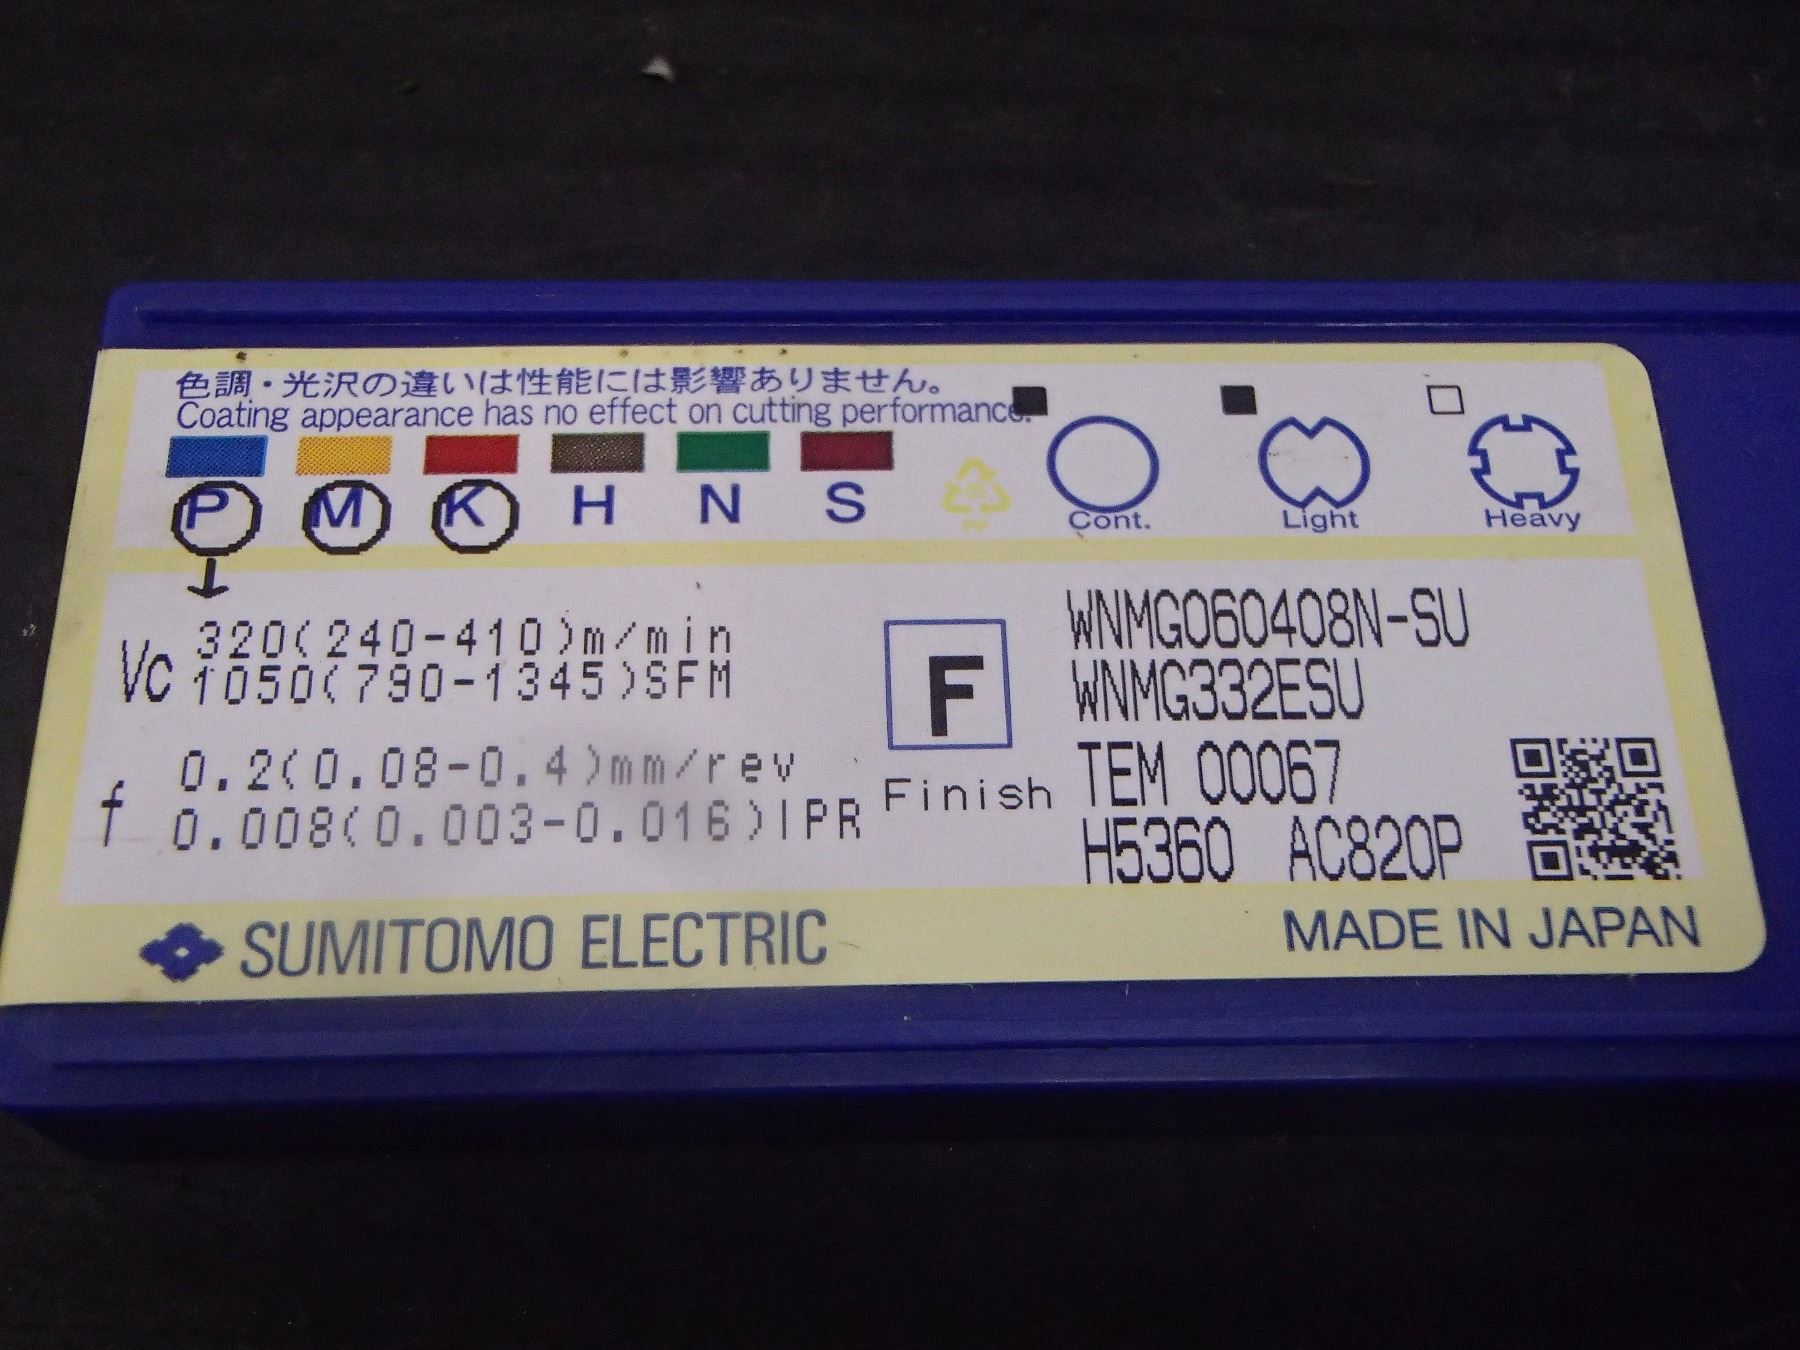 色調・光沢の違いは性能には影響ありません。
Coating appearance has no effect on cutting performance.
P M K H N S
Cont. Light Heavy
Vc 320(240-410)m/min
1050(790-1345)SFM
f 0.2(0.08-0.4)mm/rev
0.008(0.003-0.016)IPR
F
Finish
WNMG060408N-SU
WNMG332ESU
TEM 00067
H5360 AC820P
SUMITOMO ELECTRIC
MADE IN JAPAN